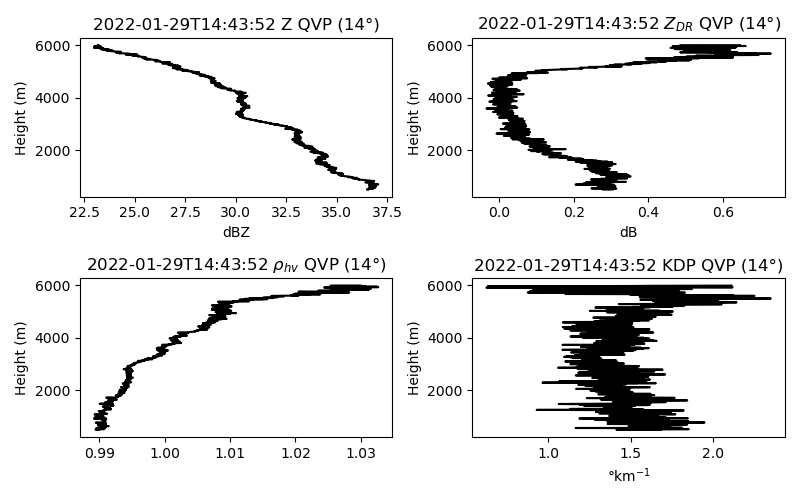 2022-01-29T14:43:52 Z QVP (14°)
6000
4000
2000
Height (m)
22.5 25.0 27.5 30.0 32.5 35.0 37.5
dBZ
2022-01-29T14:43:52 Z_DR QVP (14°)
6000
4000
2000
Height (m)
0.0 0.2 0.4 0.6
dB
2022-01-29T14:43:52 ρ_hv QVP (14°)
6000
4000
2000
Height (m)
0.99 1.00 1.01 1.02 1.03
2022-01-29T14:43:52 KDP QVP (14°)
6000
4000
2000
Height (m)
1.0 1.5 2.0
°km⁻¹